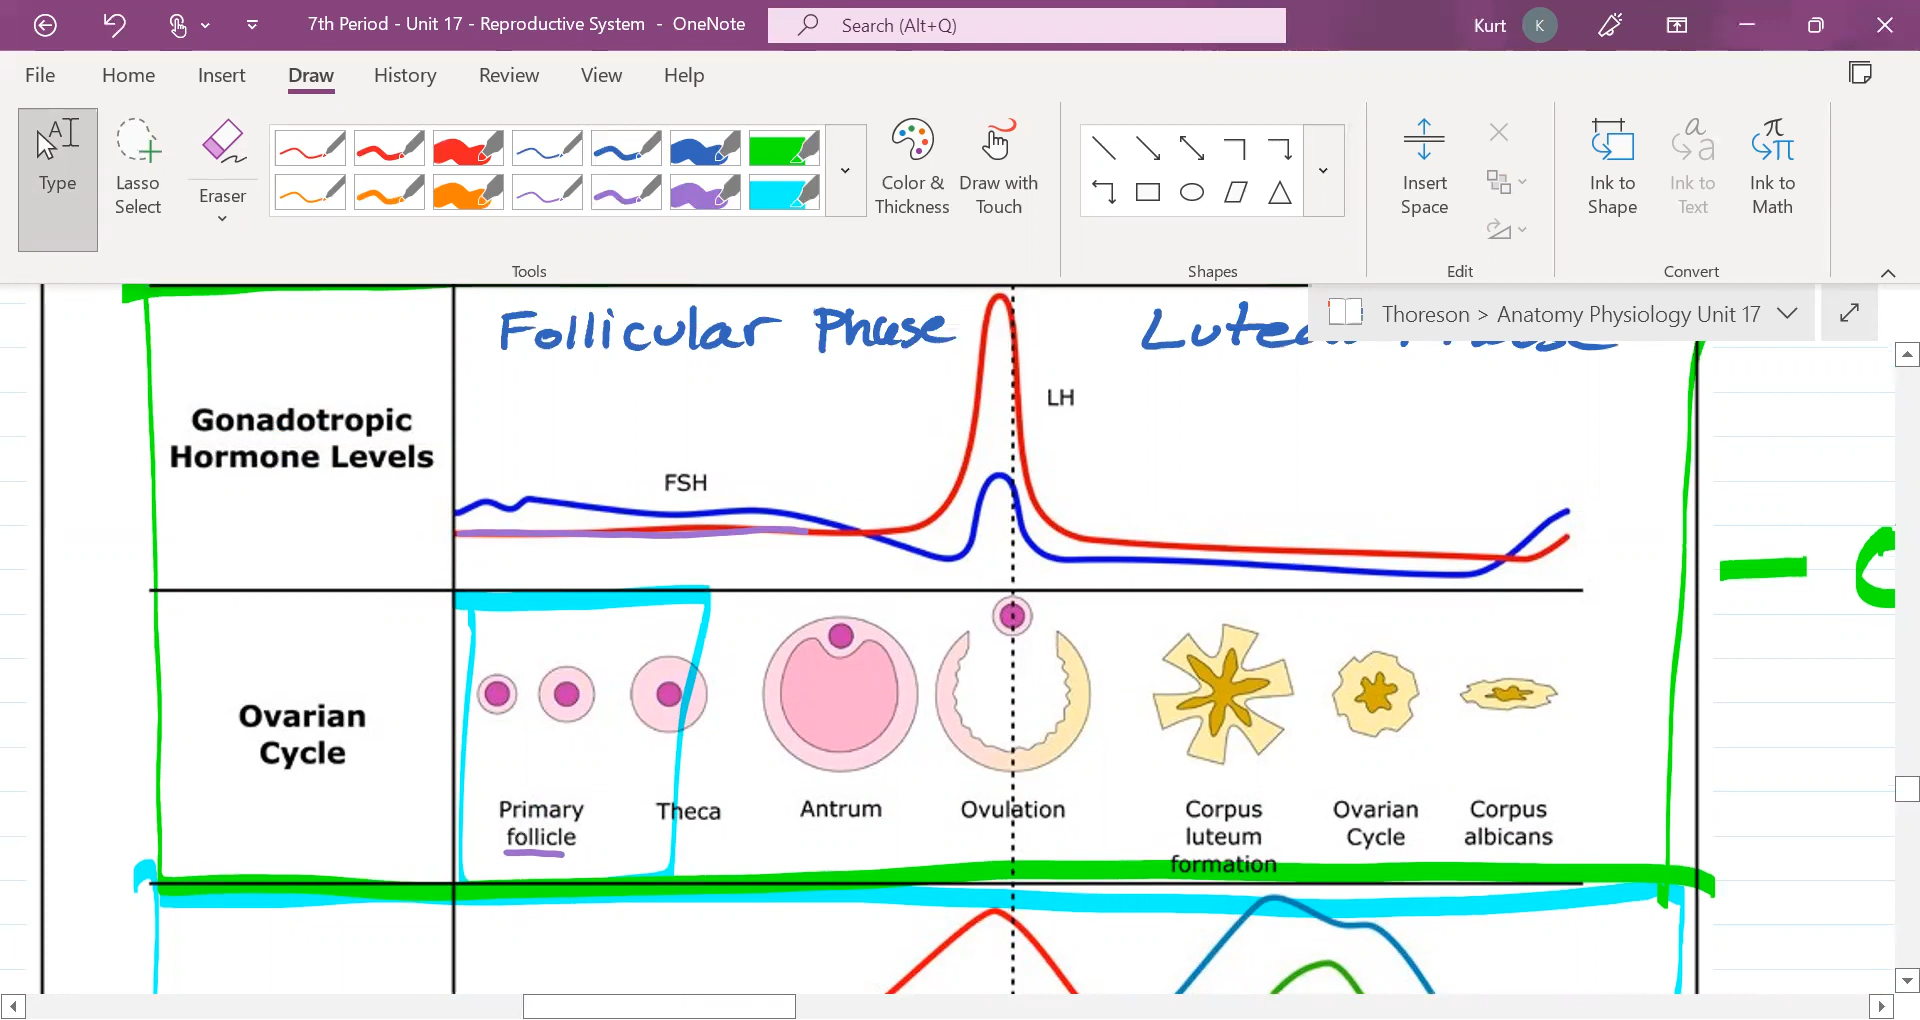 7th Period - Unit 17 - Reproductive System - OneNote
Search (Alt+Q)
Kurt K
File Home Insert Draw History Review View Help
Type
Lasso Select
Eraser
Color & Thickness
Draw with Touch
Insert Space
Ink to Shape
Ink to Text
Ink to Math
Tools Shapes Edit Convert
Thoreson > Anatomy Physiology Unit 17
Follicular Phase
Gonadotropic
Hormone Levels
LH
FSH
Ovarian
Cycle
Primary
follicle
Theca
Antrum
Ovulation
Corpus
luteum
formation
Ovarian
Cycle
Corpus
albicans